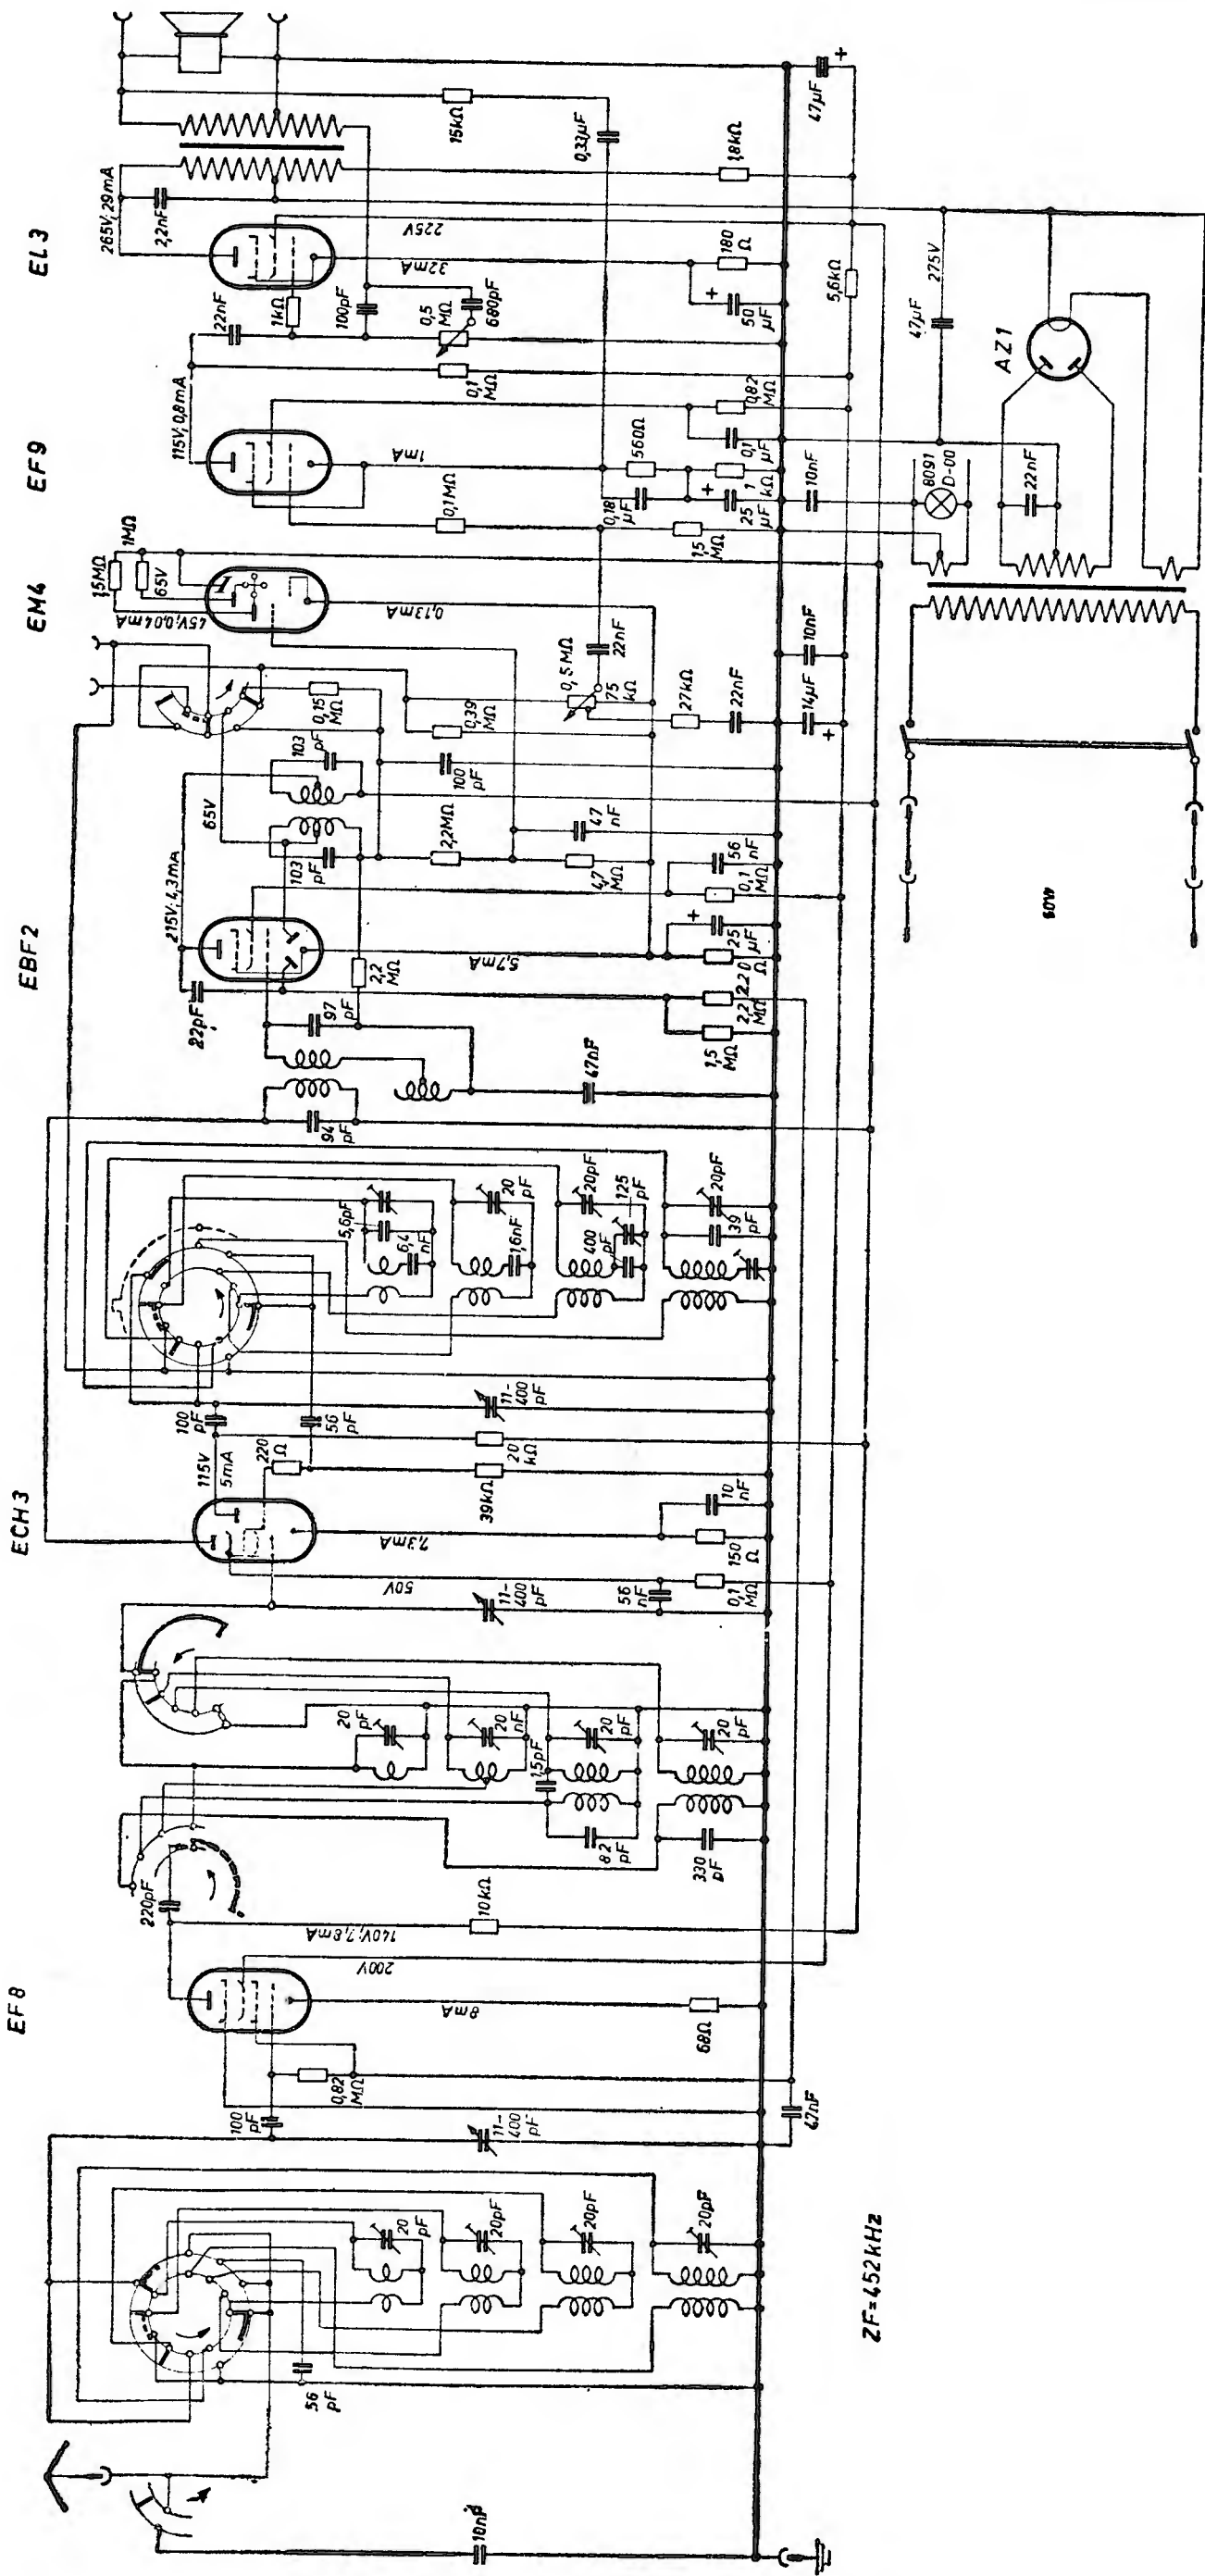 EF8
ECH3
EBF2
EM4
EF9
EL3
10nF
56
pF
20
pF
20pF
20pF
20pF
100
pF
11-
400
pF
0,82
MΩ
47nF
8mA
68Ω
200V
140V; 7,8mA
10kΩ
220pF
82
pF
330
pF
1,5pF
20
pF
20
nF
20
pF
20
pF
11-
400
pF
50V
56
nF
0,1
MΩ
7,3mA
150
Ω
10
nF
115V
5mA
220
Ω
39kΩ
20
kΩ
100
pF
56
pF
11-
400
pF
5,6pF
6,4
nF
20
pF
1,6nF
20pF
125
pF
400
pF
20pF
39
pF
94
pF
97
pF
47nF
22pF
215V; 4,3mA
2,2
MΩ
5,7mA
1,5
MΩ
2,2
MΩ
2,20
Ω
25
µF
0,1
MΩ
56
nF
103
pF
103
pF
65V
2,2MΩ
4,7
MΩ
47
nF
100
pF
0,39
MΩ
0,15
MΩ
0,5MΩ
75
kΩ
27kΩ
22nF
22nF
14µF
+
10nF
45V; 0,04mA
65V
1,5MΩ
1MΩ
0,13mA
0,1MΩ
1,5
MΩ
115V; 0,8mA
1mA
0,18
µF
560Ω
25
µF
1
kΩ
0,1
µF
0,82
MΩ
10nF
0,1
MΩ
0,5
MΩ
22nF
1kΩ
100pF
680pF
265V; 29mA
2,2nF
32mA
225V
50
µF
180
Ω
5,6kΩ
1,8kΩ
0,33µF
15kΩ
47µF
+
47µF
275V
AZ1
8091
D-00
22nF
60W
ZF=452kHz